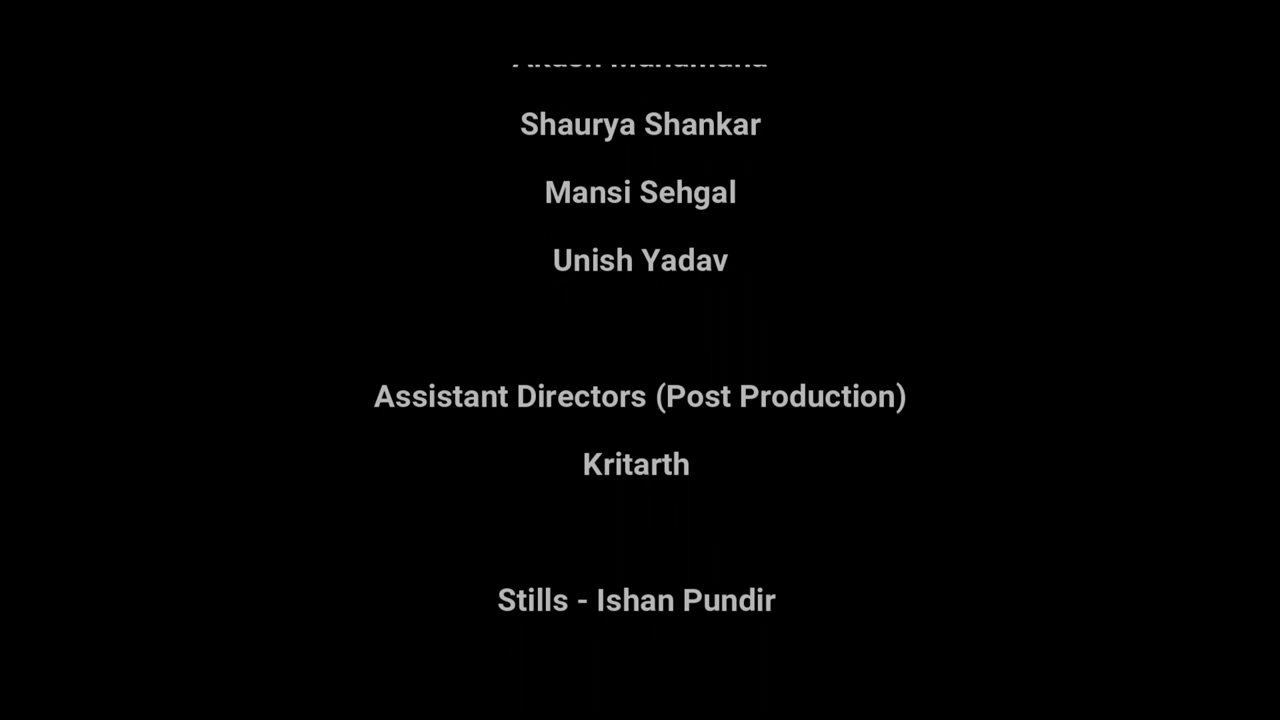 Shaurya Shankar
Mansi Sehgal
Unish Yadav
Assistant Directors (Post Production)
Kritarth
Stills - Ishan Pundir